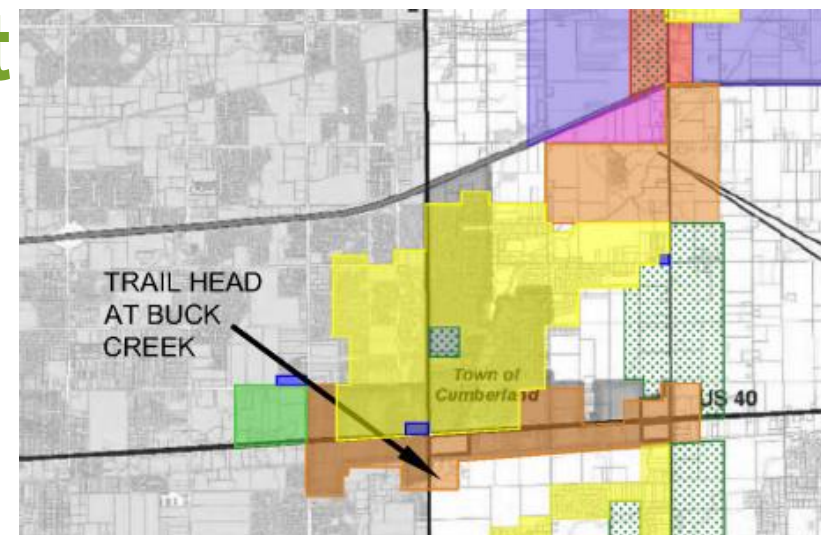 t
TRAIL HEAD
AT BUCK
CREEK
Town of
Cumberland
US 40